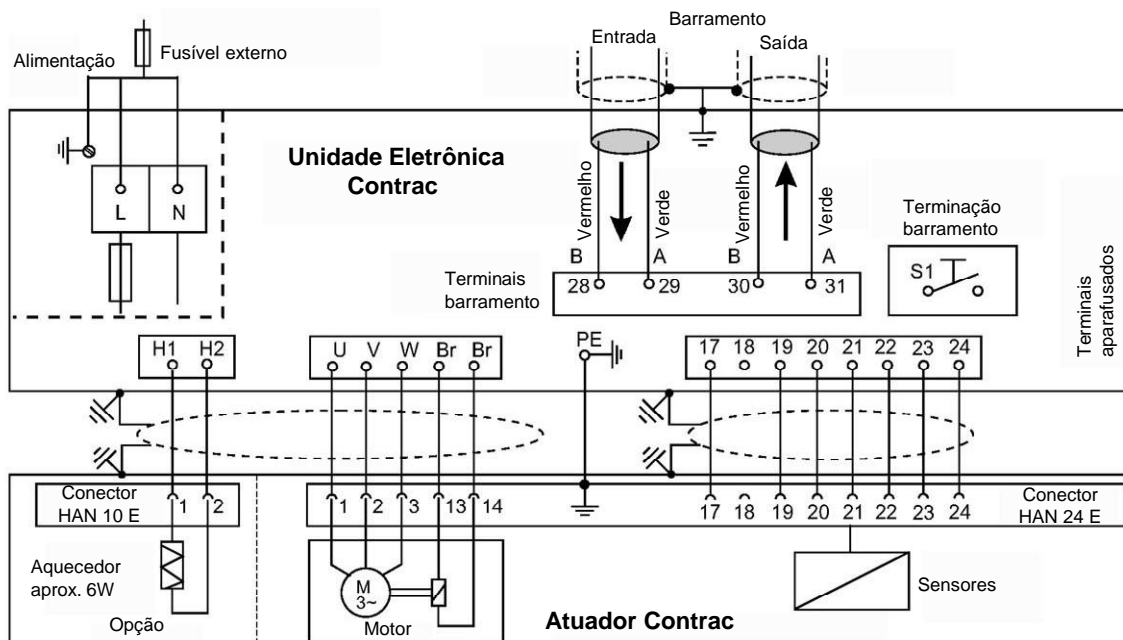 Alimentação
Fusível externo
Barramento
Entrada
Saída
Unidade Eletrônica
Contrac
L N
Vermelho
Verde
Vermelho
Verde
B A B A
Terminais
barramento
28 29 30 31
Terminação
barramento
S1
Terminais
aparafusados
H1 H2
U V W Br Br
PE
17 18 19 20 21 22 23 24
Conector
HAN 10 E
1 2
1 2 3 13 14
17 18 19 20 21 22 23 24
Conector
HAN 24 E
Aquecedor
aprox. 6W
Opção
M
3~
Motor
Atuador Contrac
Sensores